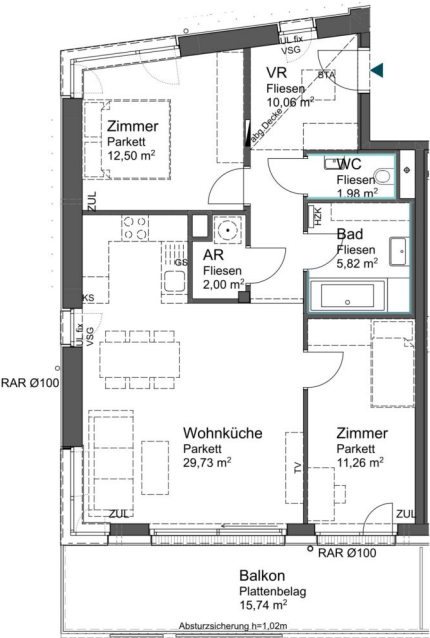 UL fix
VSG
VR
Fliesen
10,06 m²
STA
abg.Decke
Zimmer
Parkett
12,50 m²
ZUL
WC
Fliesen
1,98 m²
HZK
Bad
Fliesen
5,82 m²
AR
Fliesen
2,00 m²
GS
KS
UL fix
VSG
RAR Ø100
Wohnküche
Parkett
29,73 m²
TV
Zimmer
Parkett
11,26 m²
ZUL
ZUL
RAR Ø100
Balkon
Plattenbelag
15,74 m²
Absturzsicherung h=1,02m